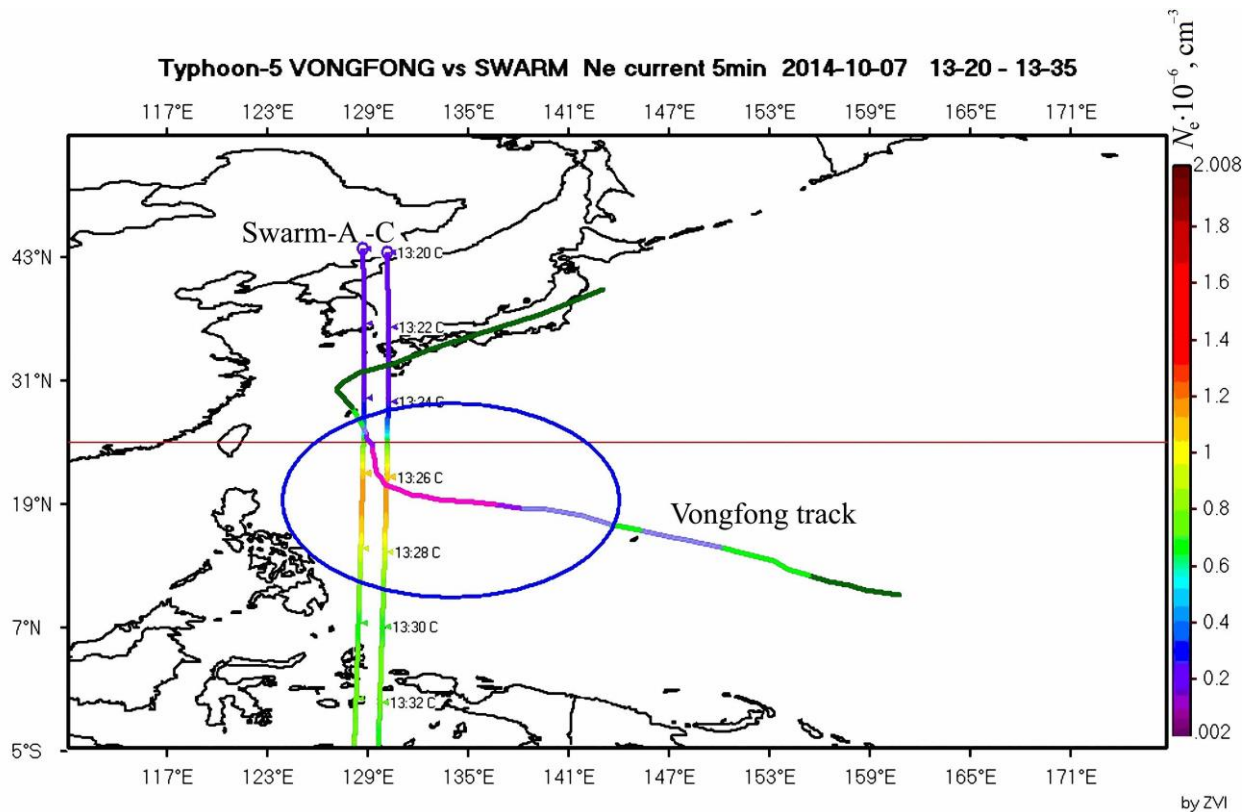 Typhoon-5 VONGFONG vs SWARM Ne current 5min 2014-10-07 13-20 - 13-35
Nₑ·10⁻⁶, cm⁻³
117°E 123°E 129°E 135°E 141°E 147°E 153°E 159°E 165°E 171°E
2.008
1.8
1.6
1.4
1.2
1
0.8
0.6
0.4
0.2
.002
43°N
31°N
19°N
7°N
5°S
Swarm-A -C
13:20 C
13:22 C
13:24 C
13:26 C
13:28 C
13:30 C
13:32 C
Vongfong track
117°E 123°E 129°E 135°E 141°E 147°E 153°E 159°E 165°E 171°E
by ZVI